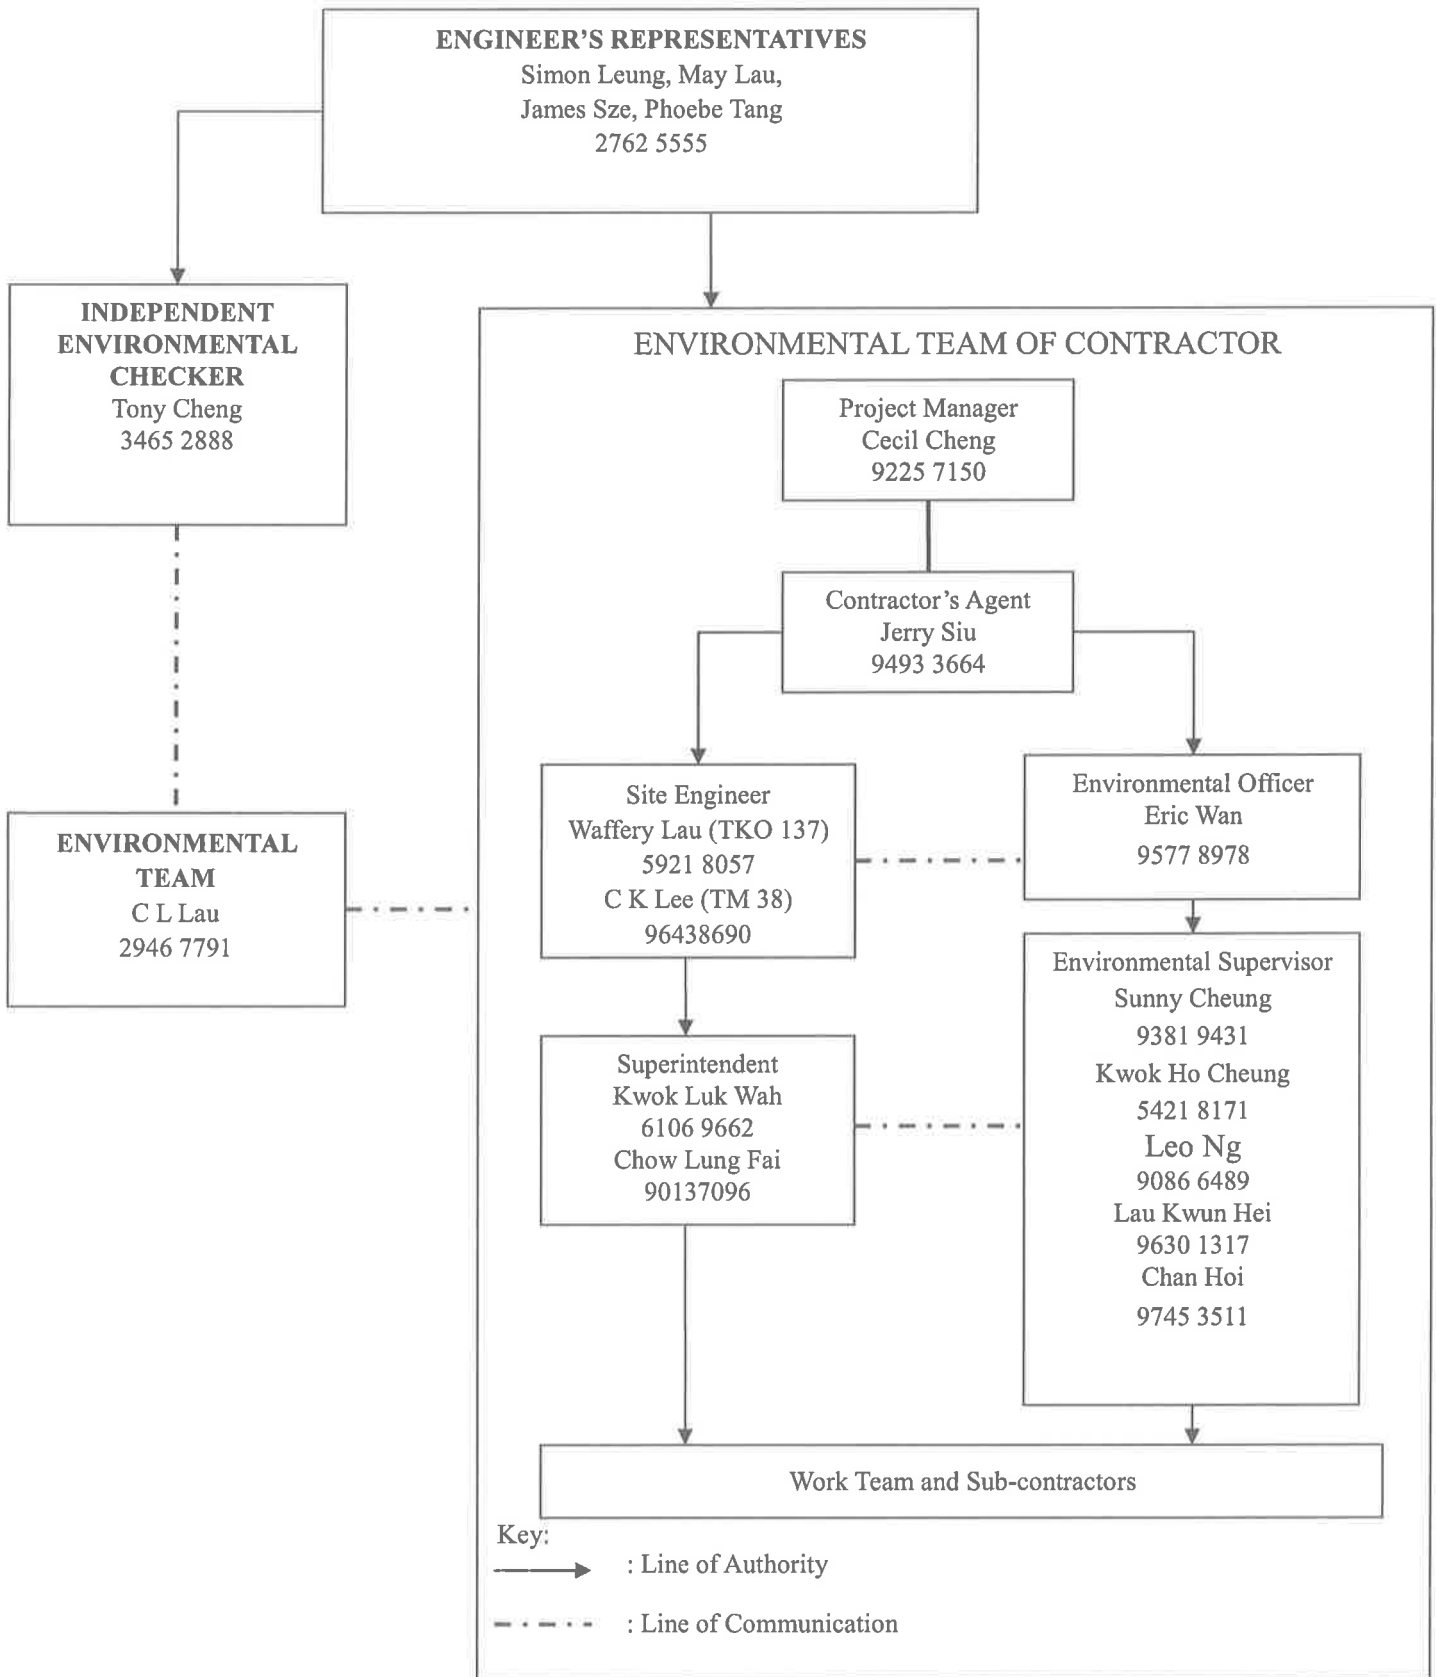 ENGINEER’S REPRESENTATIVES
Simon Leung, May Lau,
James Sze, Phoebe Tang
2762 5555
INDEPENDENT
ENVIRONMENTAL
CHECKER
Tony Cheng
3465 2888
ENVIRONMENTAL
TEAM
C L Lau
2946 7791
ENVIRONMENTAL TEAM OF CONTRACTOR
Project Manager
Cecil Cheng
9225 7150
Contractor’s Agent
Jerry Siu
9493 3664
Site Engineer
Waffery Lau (TKO 137)
5921 8057
C K Lee (TM 38)
96438690
Environmental Officer
Eric Wan
9577 8978
Superintendent
Kwok Luk Wah
6106 9662
Chow Lung Fai
90137096
Environmental Supervisor
Sunny Cheung
9381 9431
Kwok Ho Cheung
5421 8171
Leo Ng
9086 6489
Lau Kwun Hei
9630 1317
Chan Hoi
9745 3511
Work Team and Sub-contractors
Key:
: Line of Authority
: Line of Communication